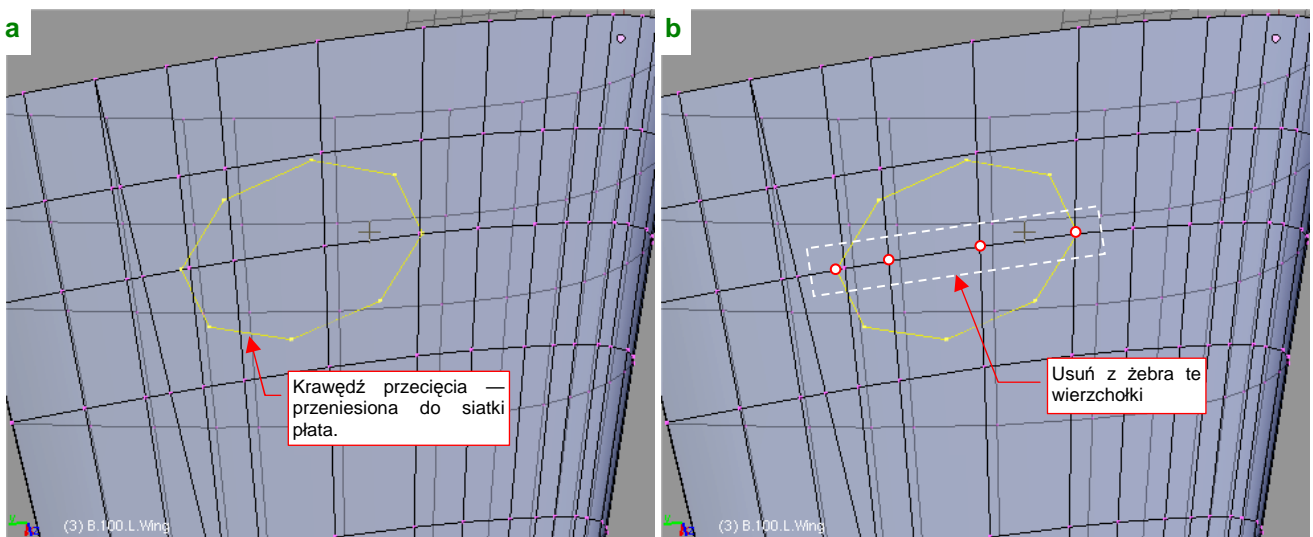 a
b
Krawędź przecięcia —
przeniesiona do siatki
płata.
Usuń z żebra te
wierzchołki
(3) B.100.L.Wing
(3) B.100.L.Wing